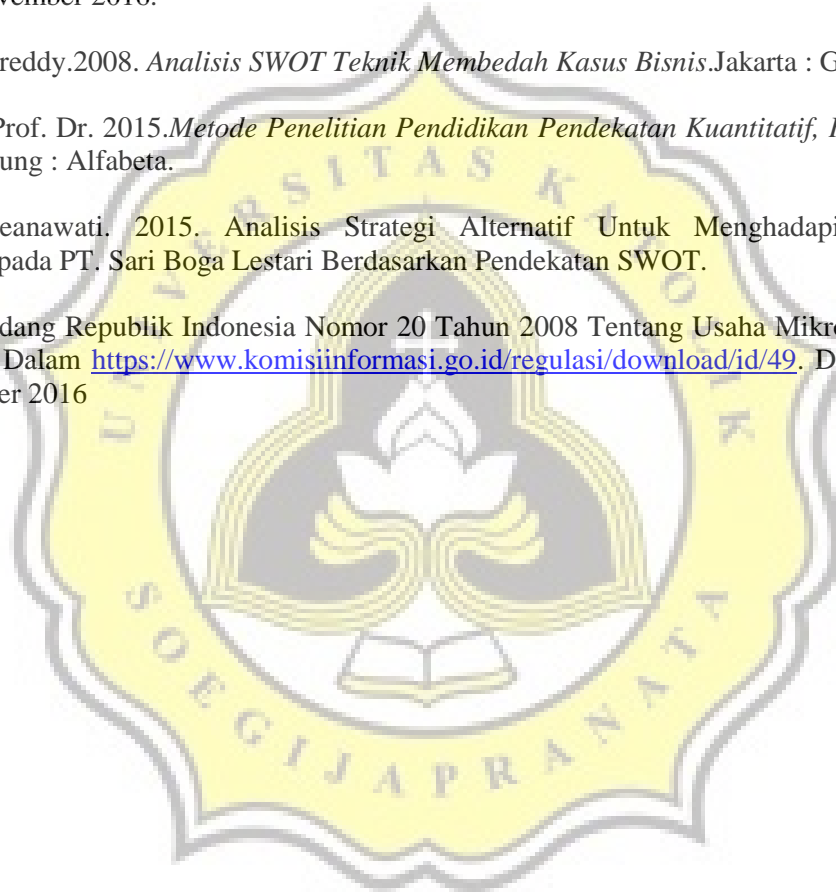 vember 2016.
reddy.2008. Analisis SWOT Teknik Membedah Kasus Bisnis.Jakarta : G
Prof. Dr. 2015.Metode Penelitian Pendidikan Pendekatan Kuantitatif,
ung : Alfabeta.
eanawati. 2015. Analisis Strategi Alternatif Untuk Menghadapi
pada PT. Sari Boga Lestari Berdasarkan Pendekatan SWOT.
dang Republik Indonesia Nomor 20 Tahun 2008 Tentang Usaha Mikro
Dalam https://www.komisiinformasi.go.id/regulasi/download/id/49. D
er 2016
UNIVERSITAS KATOLIK
SOEGIJAPRANATA